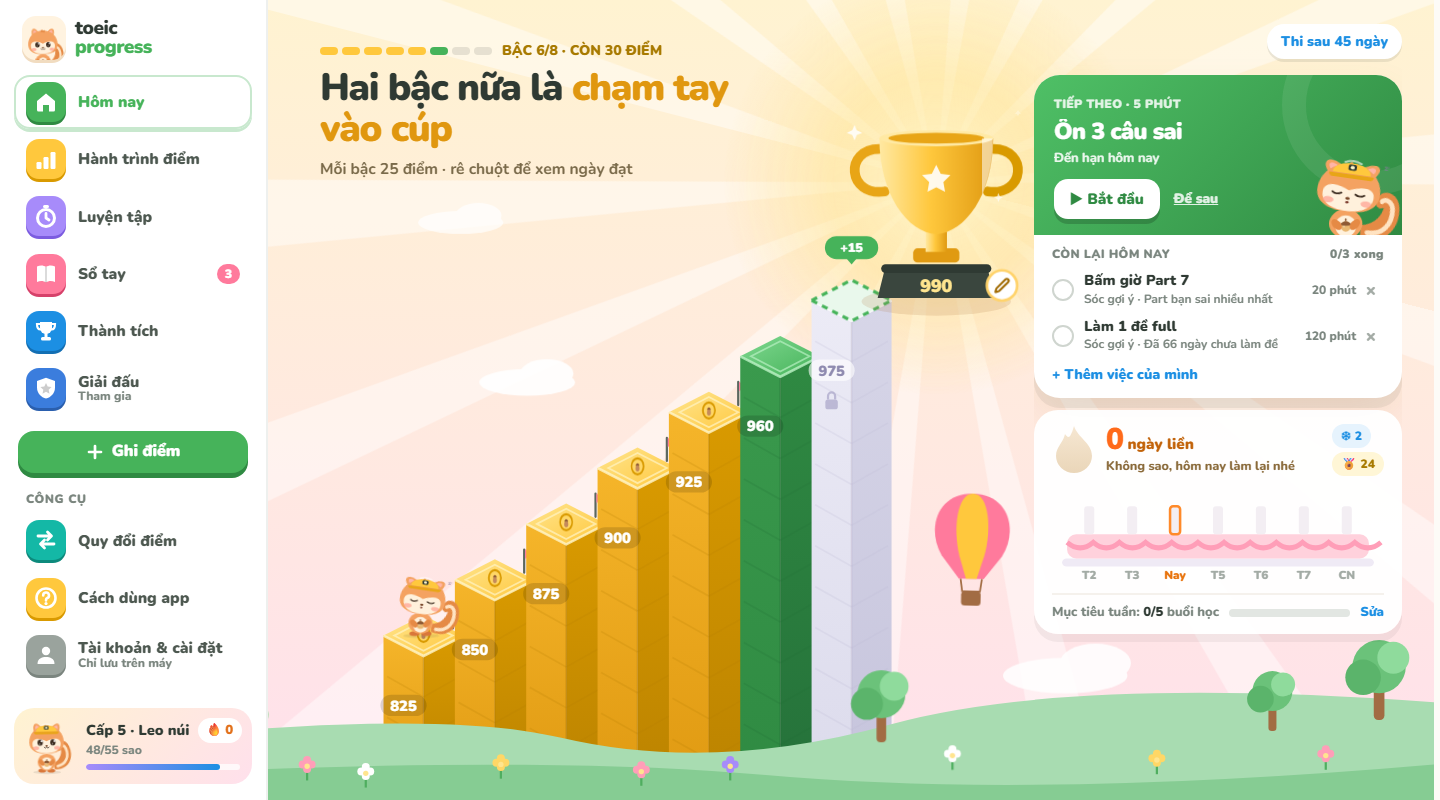 toeic
progress
Hôm nay
Hành trình điểm
Luyện tập
Sổ tay
3
Thành tích
Giải đấu
Tham gia
Ghi điểm
CÔNG CỤ
Quy đổi điểm
Cách dùng app
Tài khoản & cài đặt
Chỉ lưu trên máy
Cấp 5 · Leo núi
0
48/55 sao
BẬC 6/8 · CÒN 30 ĐIỂM
Hai bậc nữa là chạm tay
vào cúp
Mỗi bậc 25 điểm · rê chuột để xem ngày đạt
+15
990
975
960
925
900
875
850
825
Thi sau 45 ngày
TIẾP THEO · 5 PHÚT
Ôn 3 câu sai
Đến hạn hôm nay
Bắt đầu
Để sau
CÒN LẠI HÔM NAY
0/3 xong
Bấm giờ Part 7
Sóc gợi ý · Part bạn sai nhiều nhất
20 phút
Làm 1 đề full
Sóc gợi ý · Đã 66 ngày chưa làm đề
120 phút
+ Thêm việc của mình
0 ngày liền
Không sao, hôm nay làm lại nhé
2
24
T2 T3 Nay T5 T6 T7 CN
Mục tiêu tuần: 0/5 buổi học
Sửa